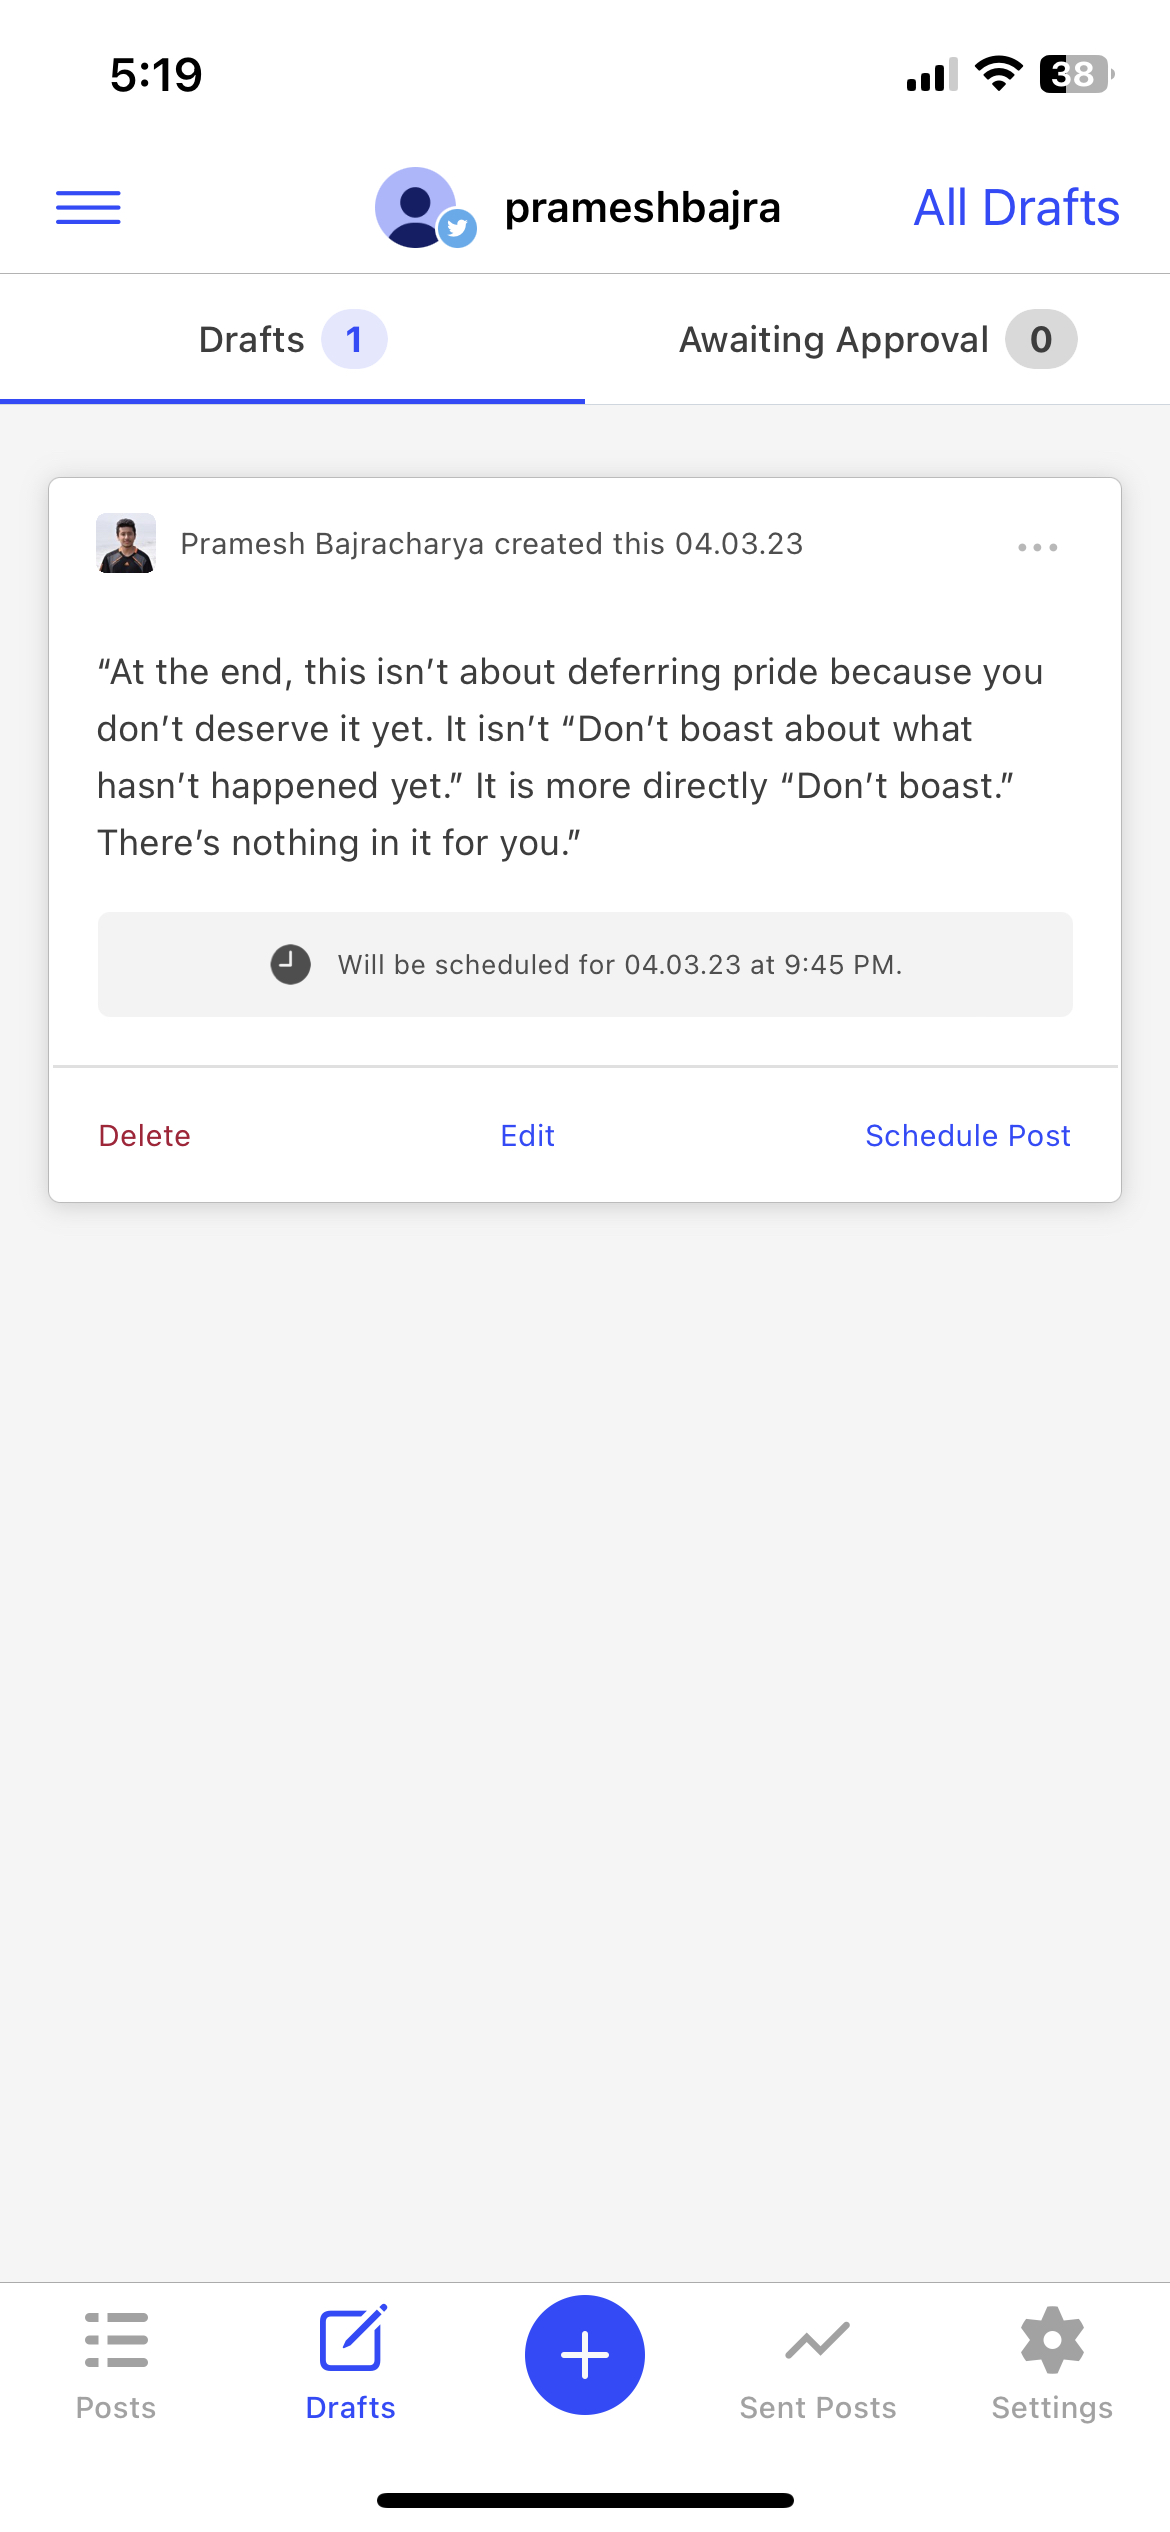 5:19
38
prameshbajra
All Drafts
Drafts 1
Awaiting Approval 0
Pramesh Bajracharya created this 04.03.23
“At the end, this isn’t about deferring pride because you
don’t deserve it yet. It isn’t “Don’t boast about what
hasn’t happened yet.” It is more directly “Don’t boast.”
There’s nothing in it for you.”
Will be scheduled for 04.03.23 at 9:45 PM.
Delete
Edit
Schedule Post
Posts
Drafts
Sent Posts
Settings